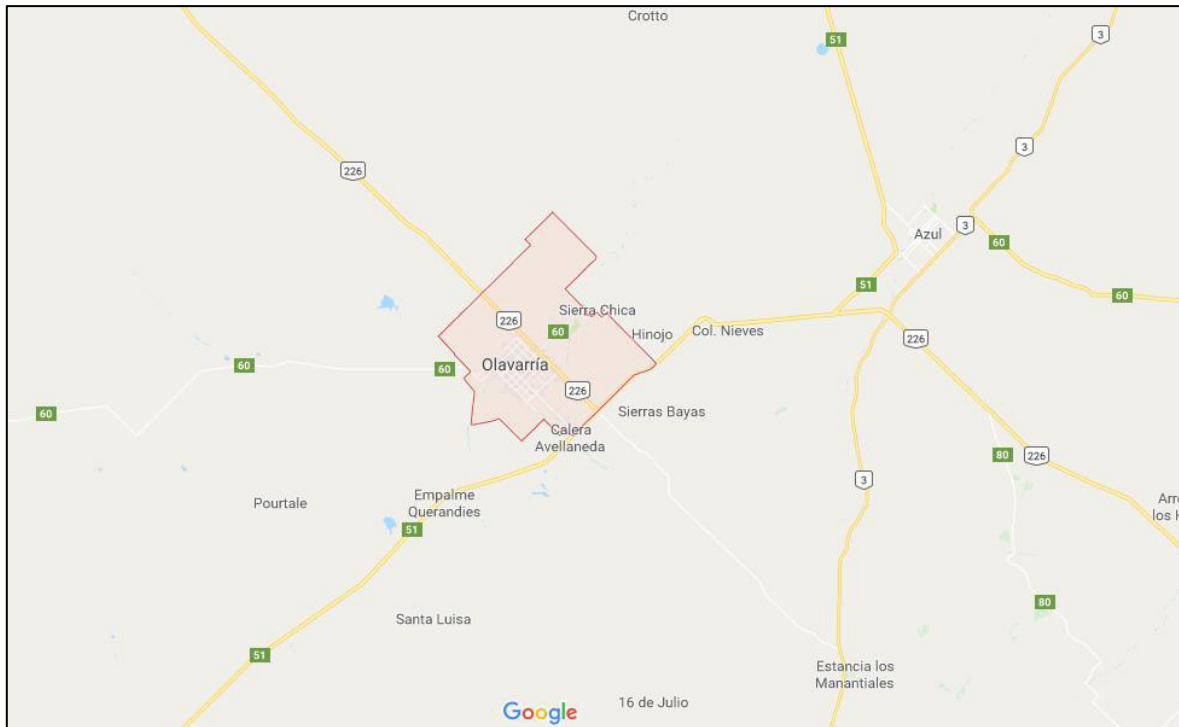 Crotto
51
3
226
3
Azul
3
60
51
60
Sierra Chica
226
60
Hinojo
Col. Nieves
226
Olavarría
60
60
226
60
Sierras Bayas
Calera
Avellaneda
80
226
3
Pourtale
Empalme
Querandies
51
Arr
los H
80
Santa Luisa
51
Estancia los
Manantiales
16 de Julio
Google